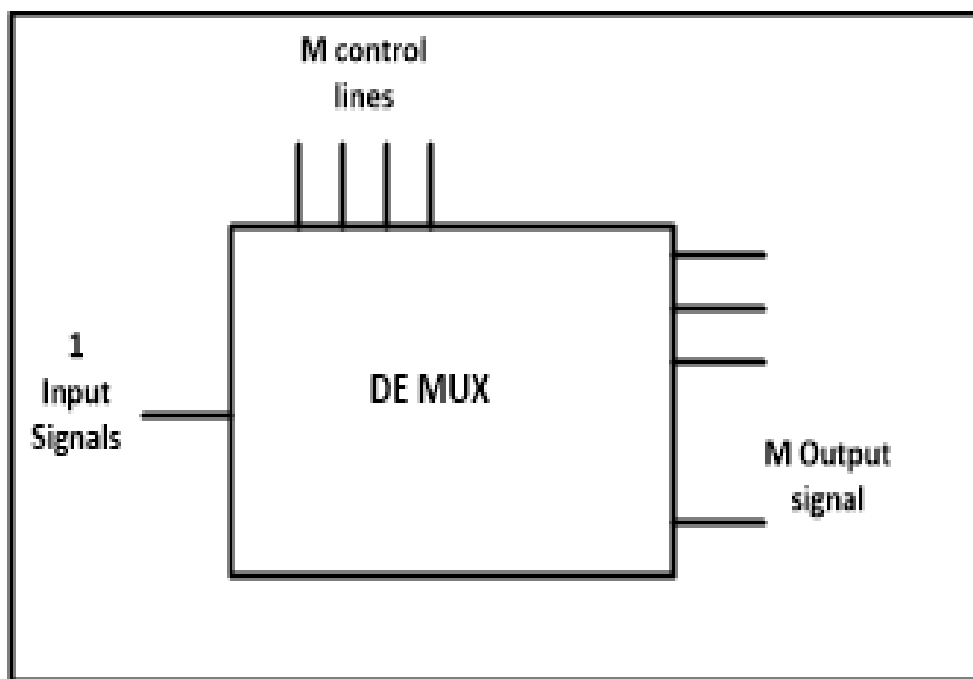 M control
lines
1
Input
Signals
DE MUX
M Output
signal